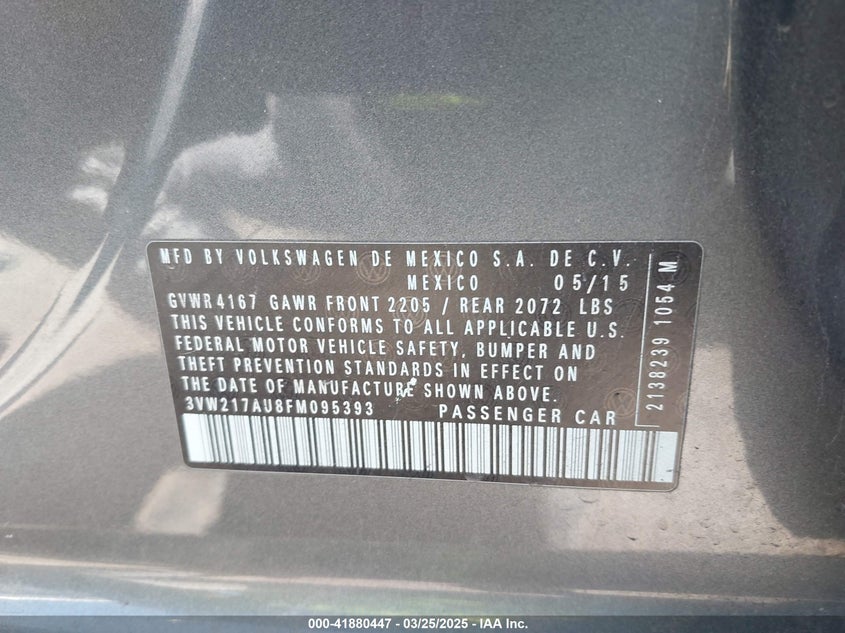 MFD BY VOLKSWAGEN DE MEXICO S.A. DE C.V.
MEXICO 05/15
GVWR 4167 GAWR FRONT 2205 / REAR 2072 LBS
THIS VEHICLE CONFORMS TO ALL APPLICABLE U.S.
FEDERAL MOTOR VEHICLE SAFETY, BUMPER AND
THEFT PREVENTION STANDARDS IN EFFECT ON
THE DATE OF MANUFACTURE SHOWN ABOVE.
3VW217AU8FM095393 PASSENGER CAR
2138239 1054 M
000-41880447 - 03/25/2025 - IAA Inc.